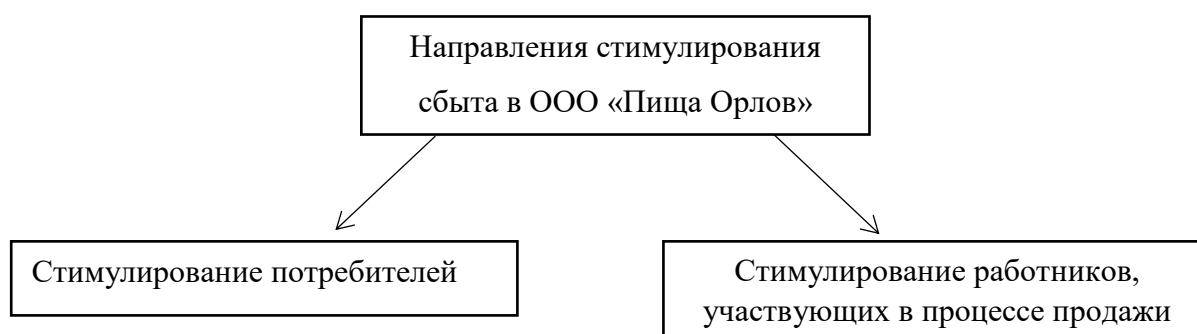 Направления стимулирования
сбыта в ООО «Пища Орлов»
Стимулирование потребителей
Стимулирование работников,
участвующих в процессе продажи